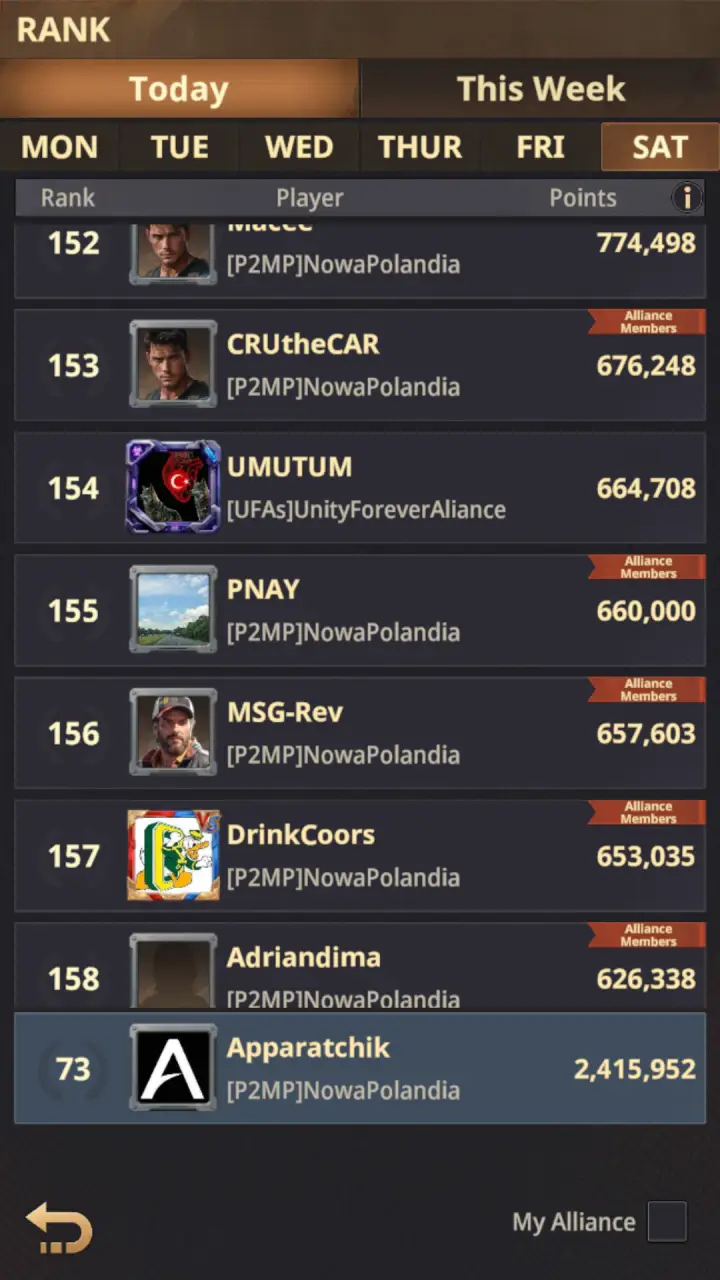 RANK
Today
This Week
MON
TUE
WED
THUR
FRI
SAT
Rank
Player
Points
152
[P2MP]NowaPolandia
774,498
153
CRUtheCAR
[P2MP]NowaPolandia
Alliance
Members
676,248
154
UMUTUM
[UFAs]UnityForeverAliance
664,708
155
PNAY
[P2MP]NowaPolandia
Alliance
Members
660,000
156
MSG-Rev
[P2MP]NowaPolandia
Alliance
Members
657,603
157
DrinkCoors
[P2MP]NowaPolandia
Alliance
Members
653,035
158
Adriandima
[P2MP]NowaPolandia
Alliance
Members
626,338
73
Apparatchik
[P2MP]NowaPolandia
2,415,952
My Alliance